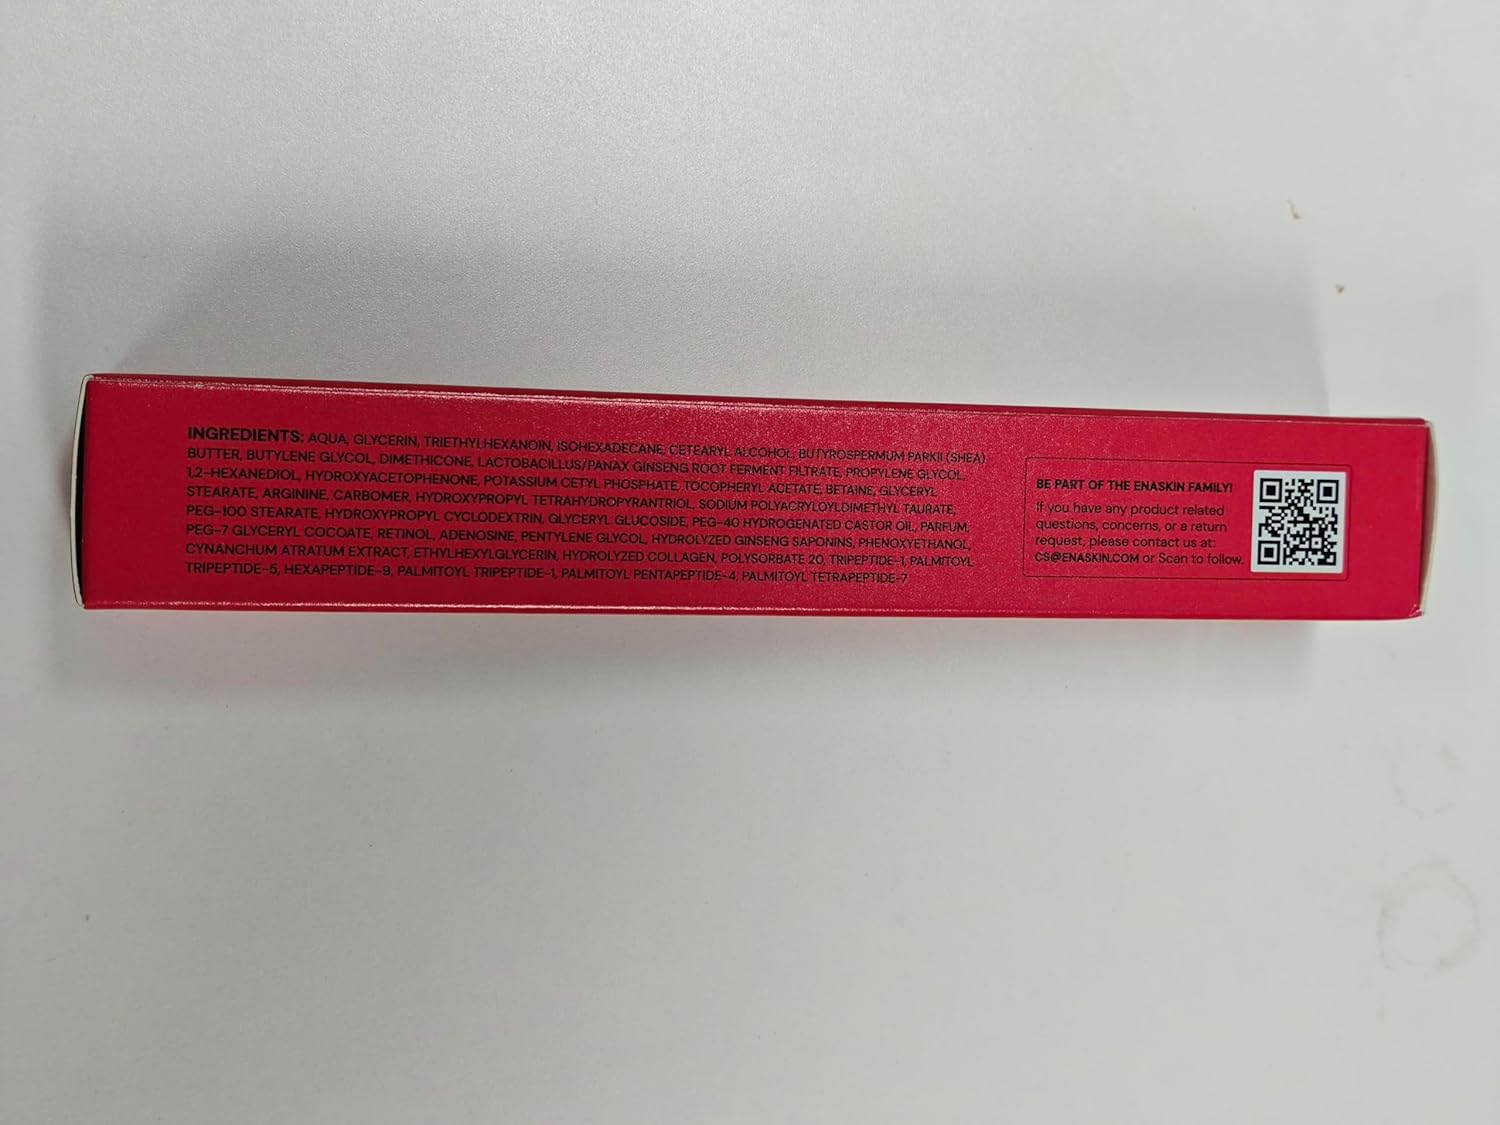 INGREDIENTS: AQUA, GLYCERIN, TRIETHYLHEXANOIN, ISOHEXADECANE, CETEARYL ALCOHOL, BUTYROSPERMUM PARKII (SHEA)
BUTTER, BUTYLENE GLYCOL, DIMETHICONE, LACTOBACILLUS/PANAX GINSENG ROOT FERMENT FILTRATE, PROPYLENE GLYCOL,
1,2-HEXANEDIOL, HYDROXYACETOPHENONE, POTASSIUM CETYL PHOSPHATE, TOCOPHERYL ACETATE, BETAINE, GLYCERYL
STEARATE, ARGININE, CARBOMER, HYDROXYPROPYL TETRAHYDROPYRANTRIOL, SODIUM POLYACRYLOYLDIMETHYL TAURATE,
PEG-100 STEARATE, HYDROXYPROPYL CYCLODEXTRIN, GLYCERYL GLUCOSIDE, PEG-40 HYDROGENATED CASTOR OIL, PARFUM,
PEG-7 GLYCERYL COCOATE, RETINOL, ADENOSINE, PENTYLENE GLYCOL, HYDROLYZED GINSENG SAPONINS, PHENOXYETHANOL,
CYNANCHUM ATRATUM EXTRACT, ETHYLHEXYLGLYCERIN, HYDROLYZED COLLAGEN, POLYSORBATE 20, TRIPEPTIDE-1, PALMITOYL
TRIPEPTIDE-5, HEXAPEPTIDE-9, PALMITOYL TRIPEPTIDE-1, PALMITOYL PENTAPEPTIDE-4, PALMITOYL TETRAPEPTIDE-7
BE PART OF THE ENASKIN FAMILY!
If you have any product related
questions, concerns, or a return
request, please contact us at:
CS@ENASKIN.COM or Scan to follow.